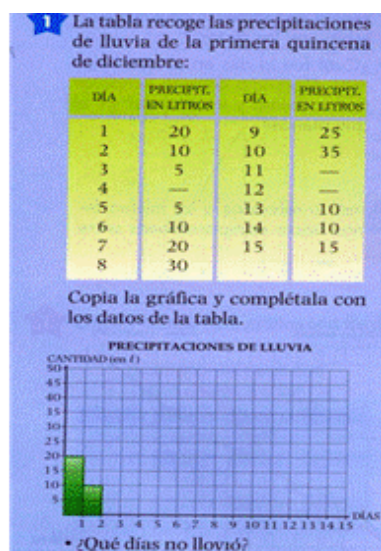 1 La tabla recoge las precipitaciones
de lluvia de la primera quincena
de diciembre:
DÍA PRECIPIT. EN LITROS DÍA PRECIPIT. EN LITROS
1 20 9 25
2 10 10 35
3 5 11 —
4 — 12 —
5 5 13 10
6 10 14 10
7 20 15 15
8 30
Copia la gráfica y complétala con
los datos de la tabla.
PRECIPITACIONES DE LLUVIA
CANTIDAD (en ℓ)
50
45
40
35
30
25
20
15
10
5
1 2 3 4 5 6 7 8 9 10 11 12 13 14 15
DÍAS
• ¿Qué días no llovió?